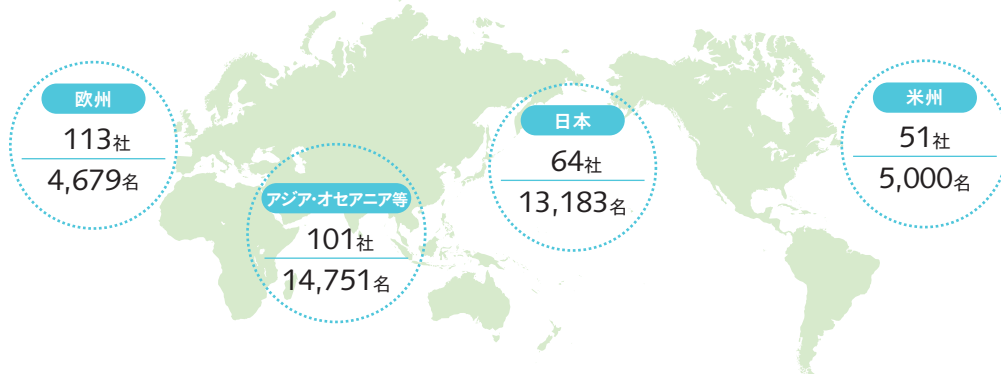 欧州
113社
4,679名
アジア・オセアニア等
101社
14,751名
日本
64社
13,183名
米州
51社
5,000名